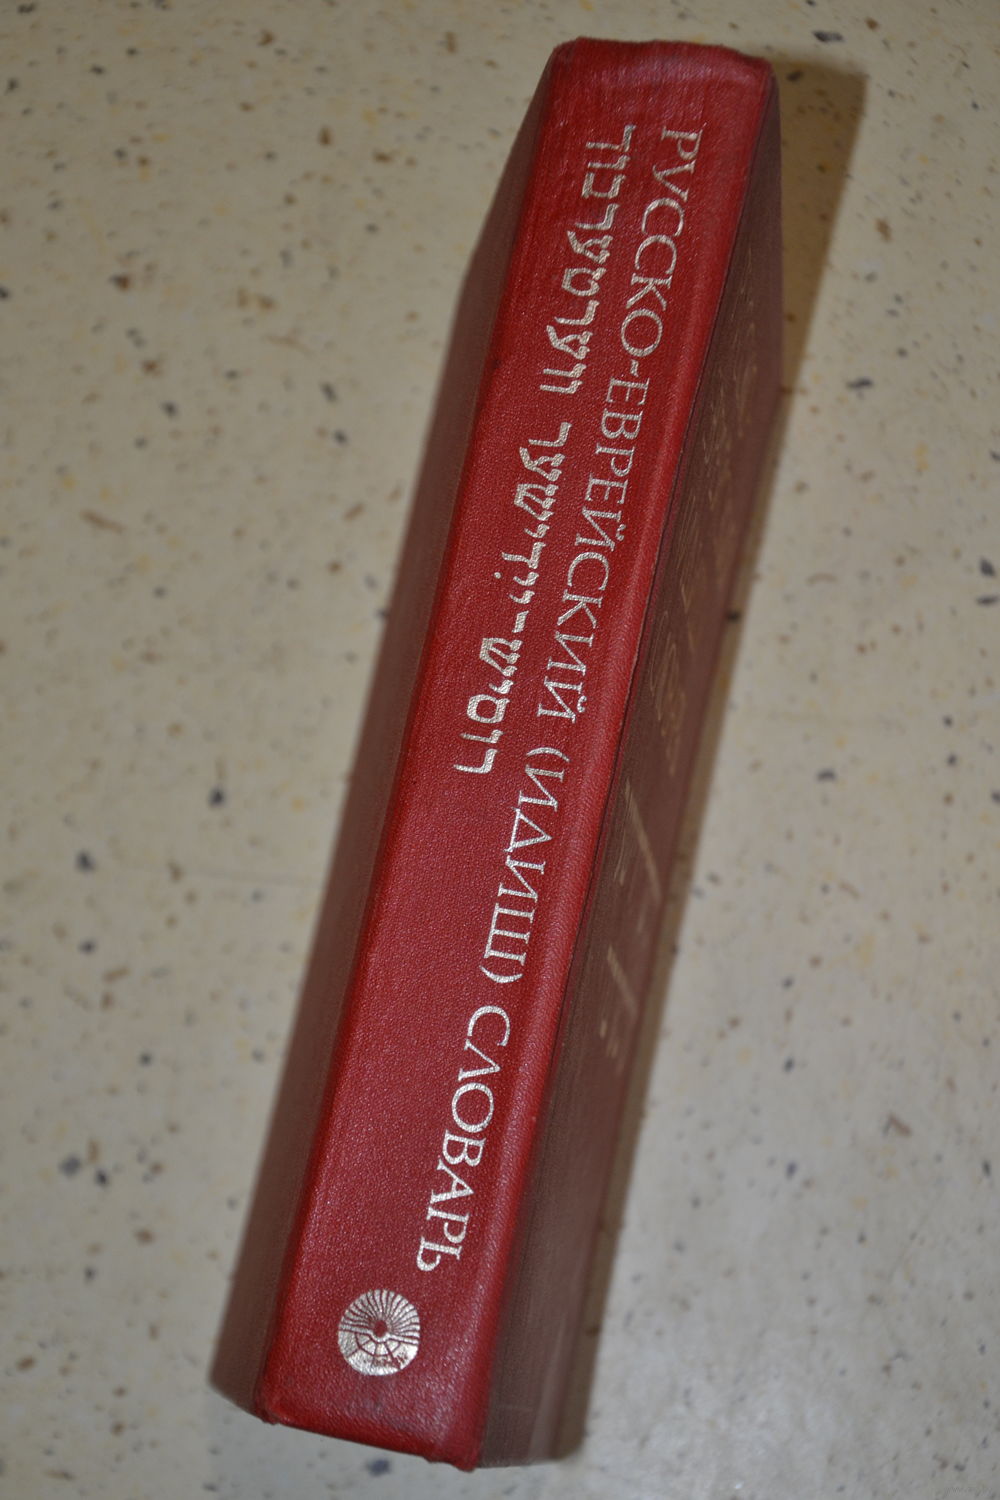 РУССКО-ЕВРЕЙСКИЙ (ИДИШ) СЛОВАРЬ
רוסיש-ייִדישער ווערטערבוך